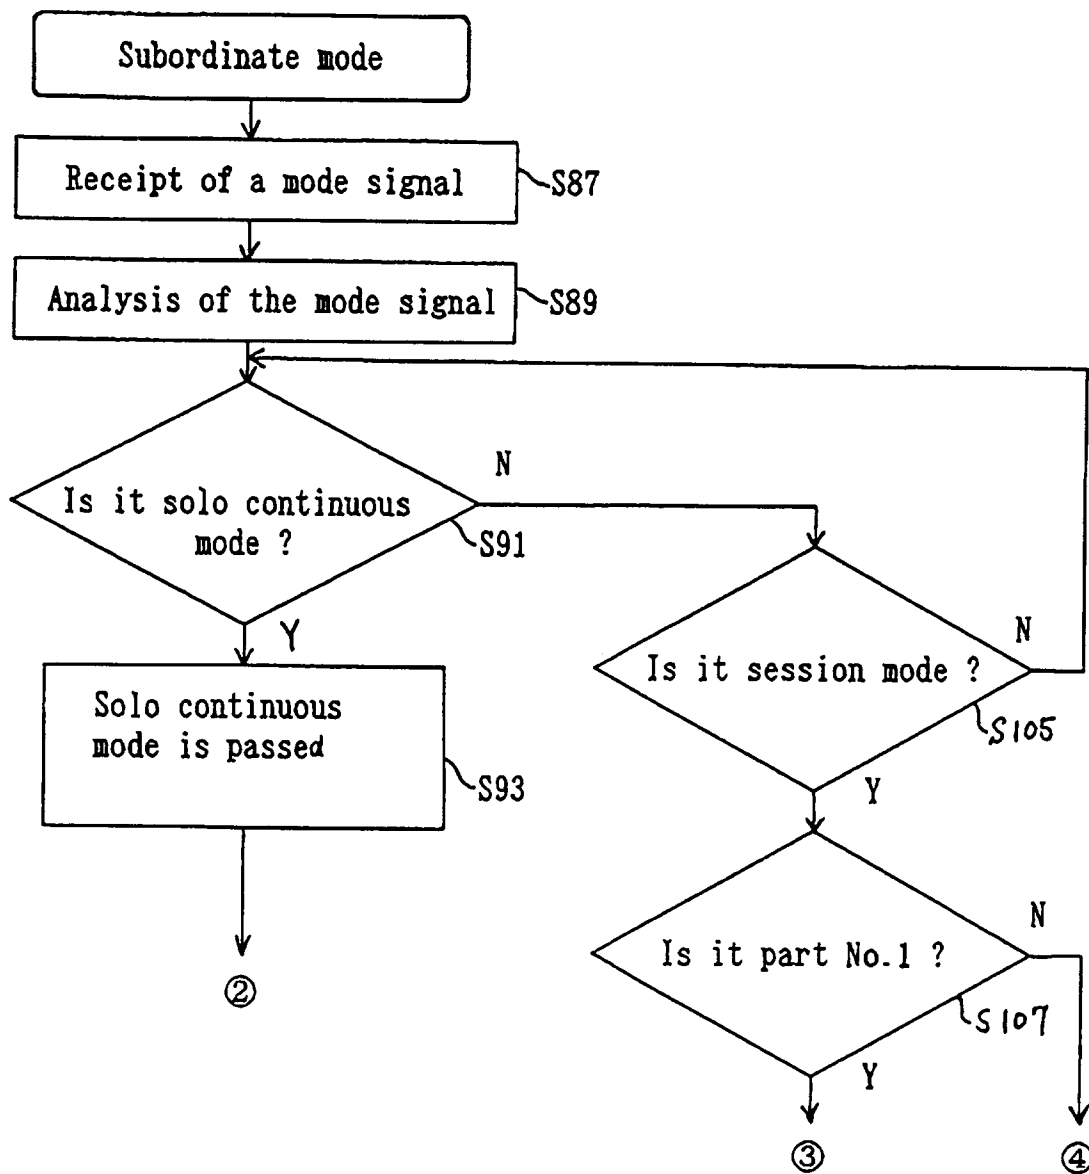 Subordinate mode
Receipt of a mode signal
S87
Analysis of the mode signal
S89
Is it solo continuous
mode ?
S91
N
Y
Solo continuous
mode is passed
S93
②
Is it session mode ?
S105
N
Y
Is it part No.1 ?
S107
N
Y
③
④